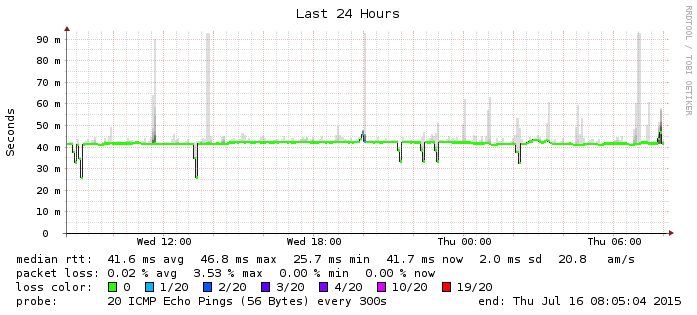 Last 24 Hours
RRDTOOL / TOBI OETIKER
Seconds
90 m
80 m
70 m
60 m
50 m
40 m
30 m
20 m
10 m
0
Wed 12:00 Wed 18:00 Thu 00:00 Thu 06:00
median rtt: 41.6 ms avg 46.8 ms max 25.7 ms min 41.7 ms now 2.0 ms sd 20.8 am/s
packet loss: 0.02 % avg 3.53 % max 0.00 % min 0.00 % now
loss color: 0 1/20 2/20 3/20 4/20 10/20 19/20
probe: 20 ICMP Echo Pings (56 Bytes) every 300s end: Thu Jul 16 08:05:04 2015